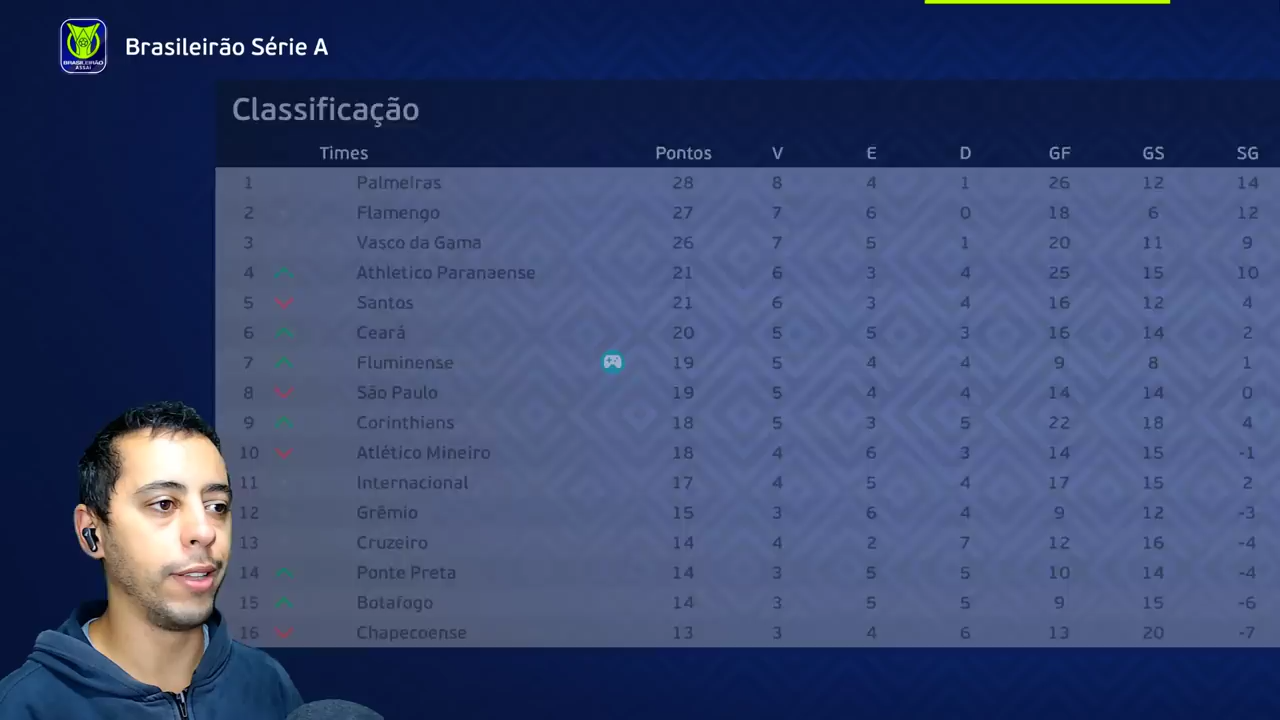 BRASILEIRÃO
ASSAÍ
Brasileirão Série A
Classificação
Times Pontos V E D GF GS SG
1 Palmeiras 28 8 4 1 26 12 14
2 Flamengo 27 7 6 0 18 6 12
3 Vasco da Gama 26 7 5 1 20 11 9
4 Athletico Paranaense 21 6 3 4 25 15 10
5 Santos 21 6 3 4 16 12 4
6 Ceará 20 5 5 3 16 14 2
7 Fluminense 19 5 4 4 9 8 1
8 São Paulo 19 5 4 4 14 14 0
9 Corinthians 18 5 3 5 22 18 4
10 Atlético Mineiro 18 4 6 3 14 15 -1
11 Internacional 17 4 5 4 17 15 2
12 Grêmio 15 3 6 4 9 12 -3
13 Cruzeiro 14 4 2 7 12 16 -4
14 Ponte Preta 14 3 5 5 10 14 -4
15 Botafogo 14 3 5 5 9 15 -6
16 Chapecoense 13 3 4 6 13 20 -7